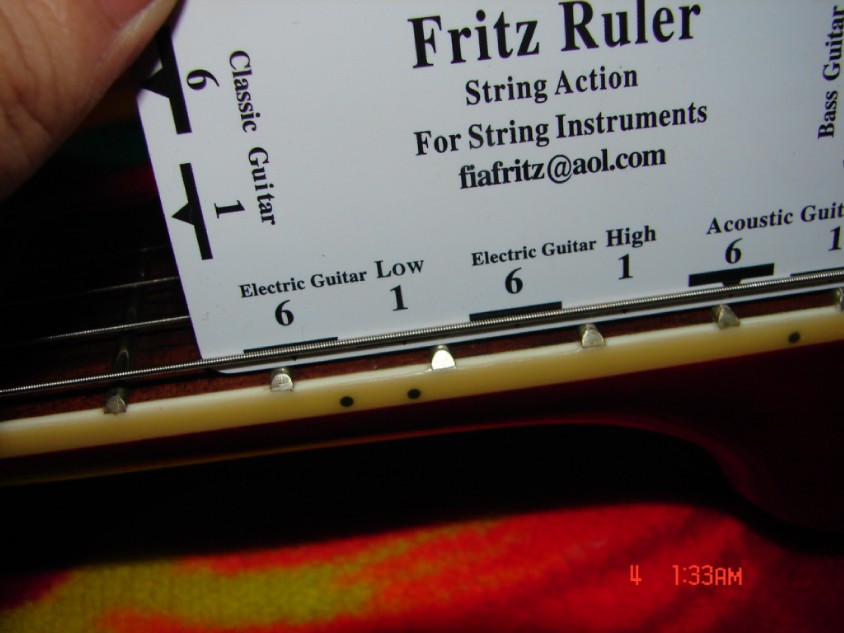 Fritz Ruler
String Action
For String Instruments
fiafritz@aol.com
Classic Guitar
6
1
Electric Guitar Low
6 1
Electric Guitar High
6 1
Acoustic
6 1
Bass Guitar
4 1:33AM